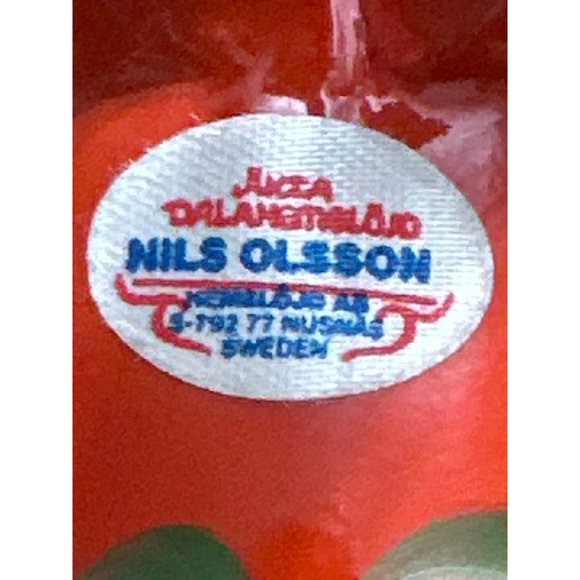 ÄKTA
DALAHEMSLÖJD
NILS OLSSON
HEMSLÖJD AB
S-792 77 NUSNÄS
SWEDEN